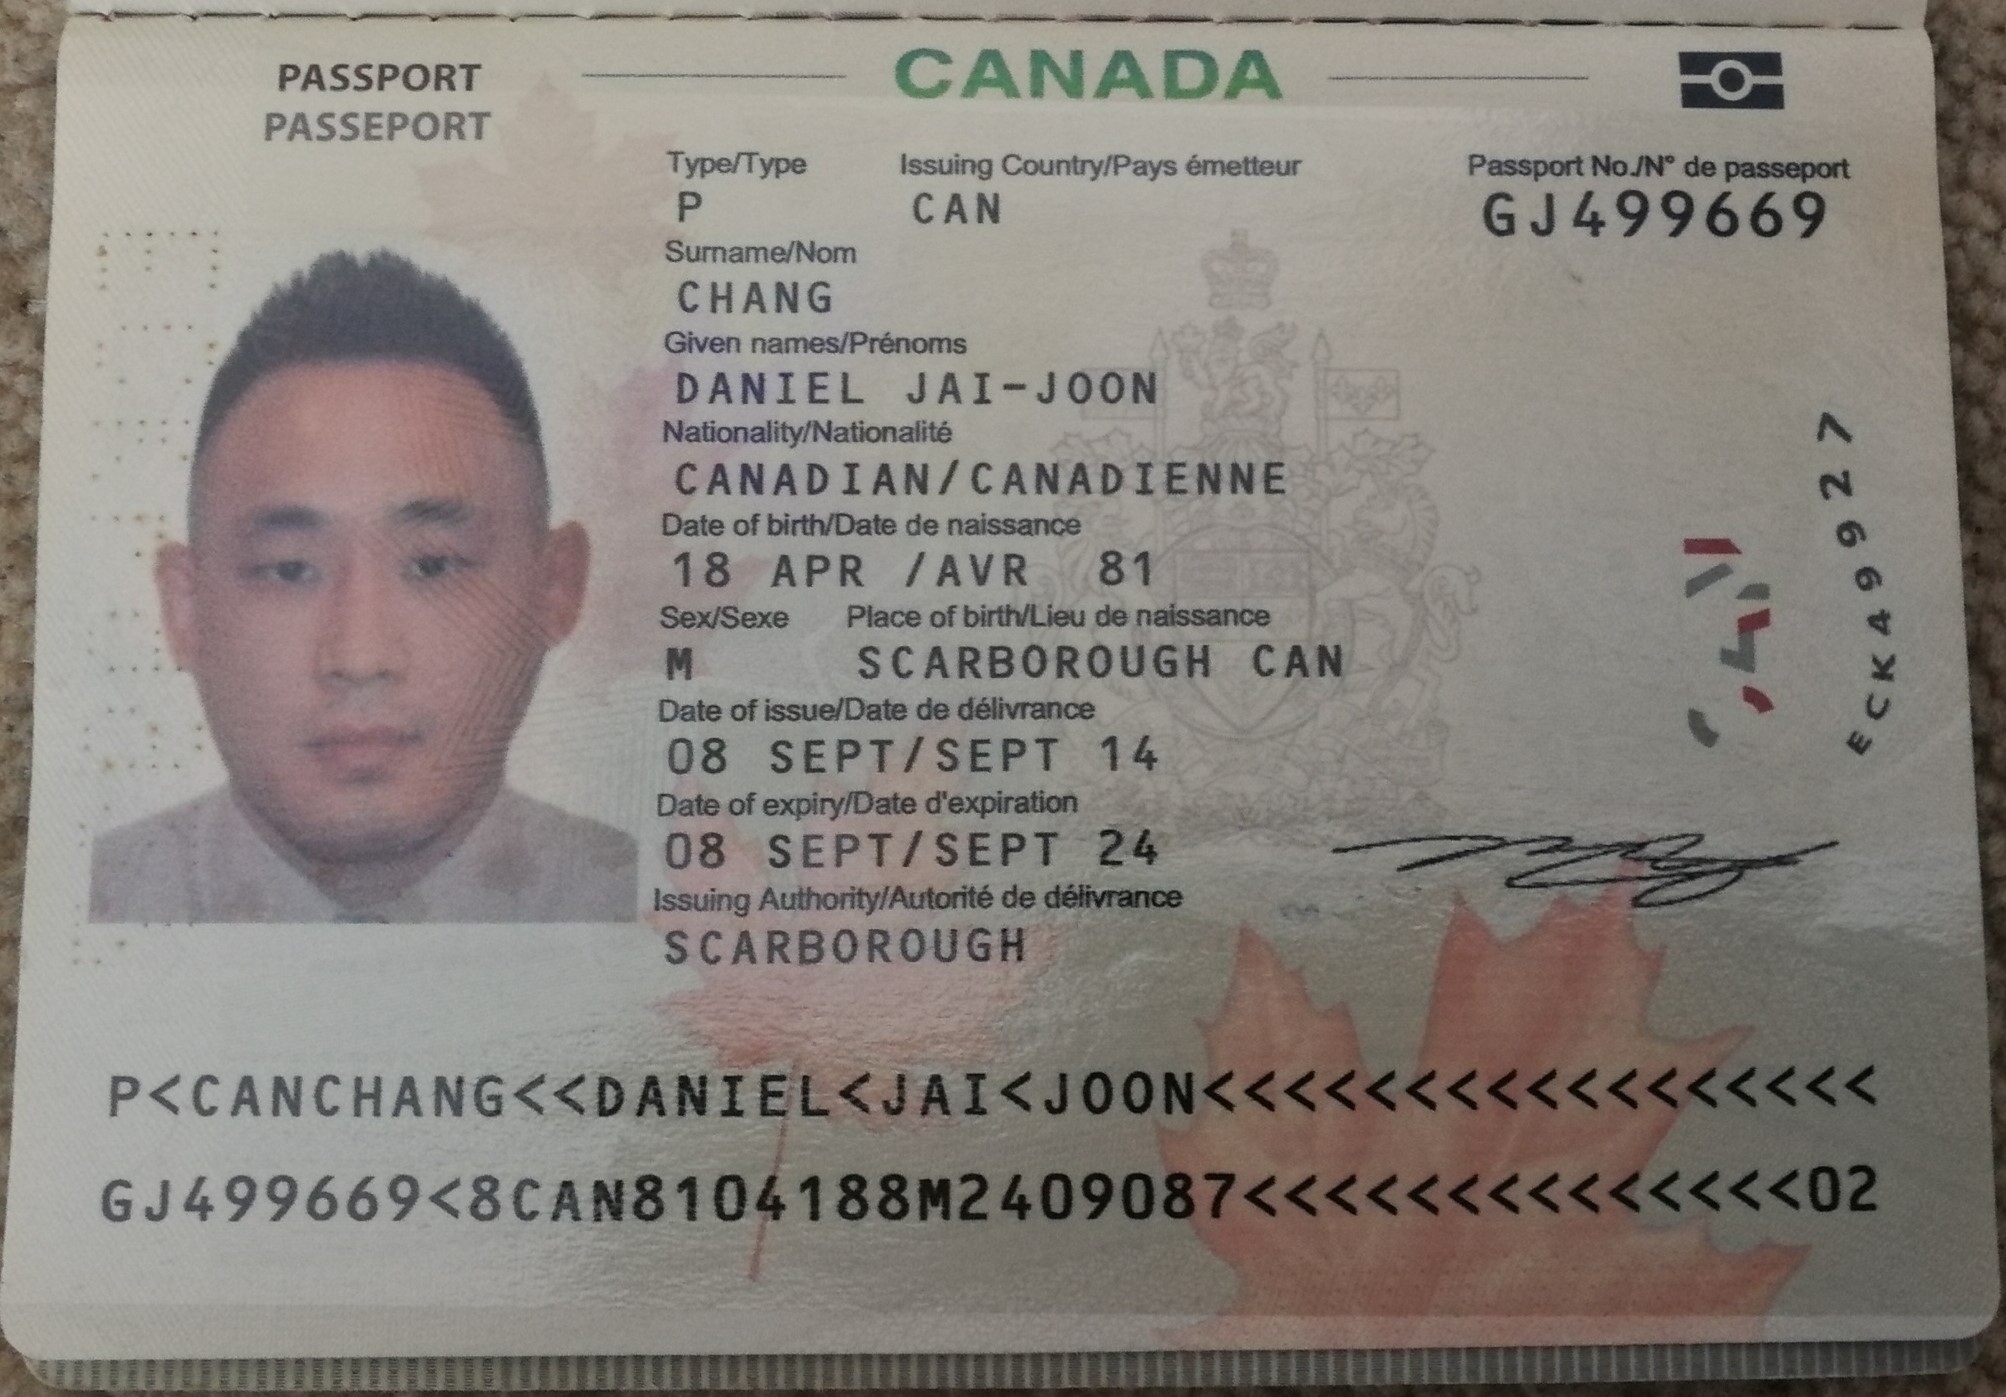 PASSPORT
PASSEPORT
CANADA
Type/Type Issuing Country/Pays émetteur Passport No./N° de passeport
P CAN GJ499669
Surname/Nom
CHANG
Given names/Prénoms
DANIEL JAI-JOON
Nationality/Nationalité
CANADIAN/CANADIENNE
Date of birth/Date de naissance
18 APR /AVR 81
Sex/Sexe Place of birth/Lieu de naissance
M SCARBOROUGH CAN
Date of issue/Date de délivrance
08 SEPT/SEPT 14
Date of expiry/Date d'expiration
08 SEPT/SEPT 24
Issuing Authority/Autorité de délivrance
SCARBOROUGH
CAN
ECK49927
P<CANCHANG<<DANIEL<JAI<JOON<<<<<<<<<<<<<<<<<
GJ499669<8CAN8104188M2409087<<<<<<<<<<<<<<02